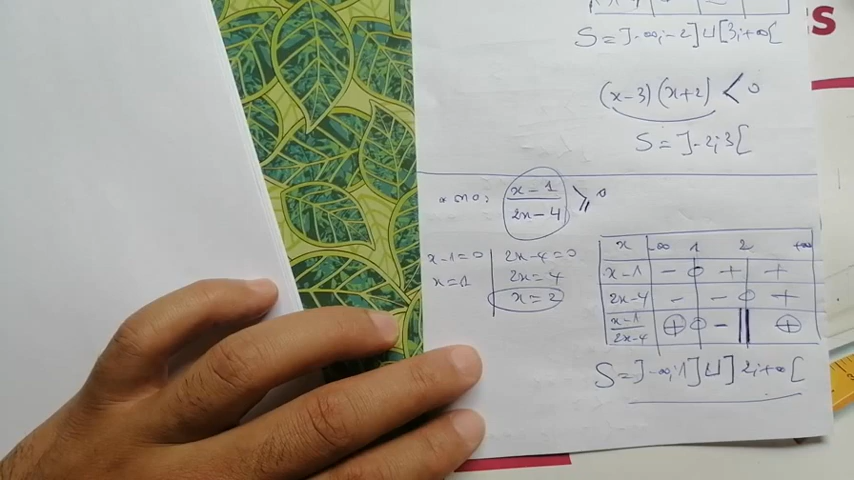 S = ]-∞;-2] ∪ [3;+∞[
(x-3)(x+2) < 0
S = ]-2;3[
x-1 / 2x-4 ≥ 0
x-1=0 | 2x-4=0
x=1 | 2x=4
x=2
x | -∞ 1 2 +∞
x-1 | - 0 + +
2x-4 | - - 0 +
x-1 / 2x-4 | + 0 - || +
S = ]-∞;1] ∪ ]2;+∞[